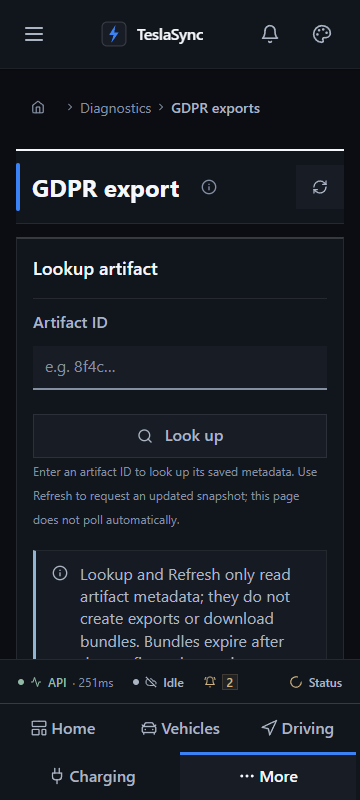 TeslaSync
Diagnostics
GDPR exports
GDPR export
Lookup artifact
Artifact ID
e.g. 8f4c...
Look up
Enter an artifact ID to look up its saved metadata. Use
Refresh to request an updated snapshot; this page
does not poll automatically.
Lookup and Refresh only read
artifact metadata; they do not
create exports or download
bundles. Bundles expire after
API · 251ms
Idle
2
Status
Home
Vehicles
Driving
Charging
More